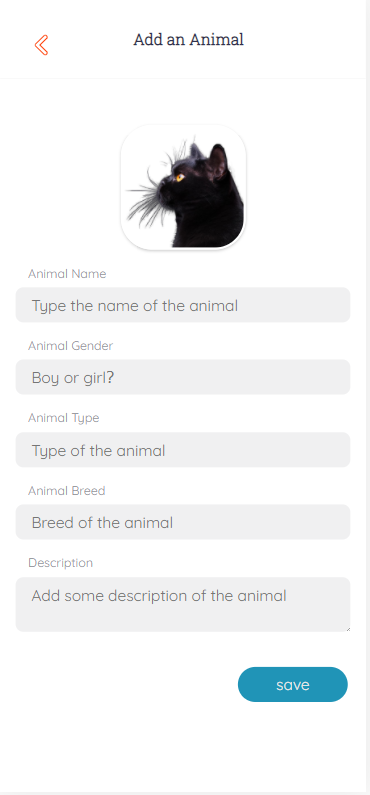 Add an Animal
Animal Name
Type the name of the animal
Animal Gender
Boy or girl?
Animal Type
Type of the animal
Animal Breed
Breed of the animal
Description
Add some description of the animal
save